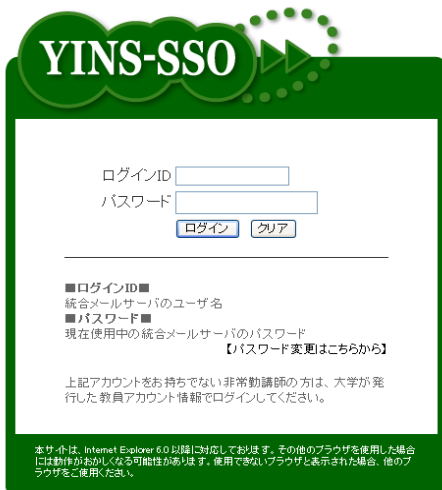 YINS-SSO
ログインID
パスワード
ログイン クリア
■ログインID■
統合メールサーバのユーザ名
■パスワード■
現在使用中の統合メールサーバのパスワード
【パスワード変更はこちらから】
上記アカウントをお持ちでない非常勤講師の方は、大学が発
行した教員アカウント情報でログインしてください。
本サイトは、Internet Explorer 6.0以降に対応しております。その他のブラウザを使用した場合
には動作がおかしくなる可能性があります。使用できないブラウザと表示された場合、他のブ
ラウザをご使用ください。